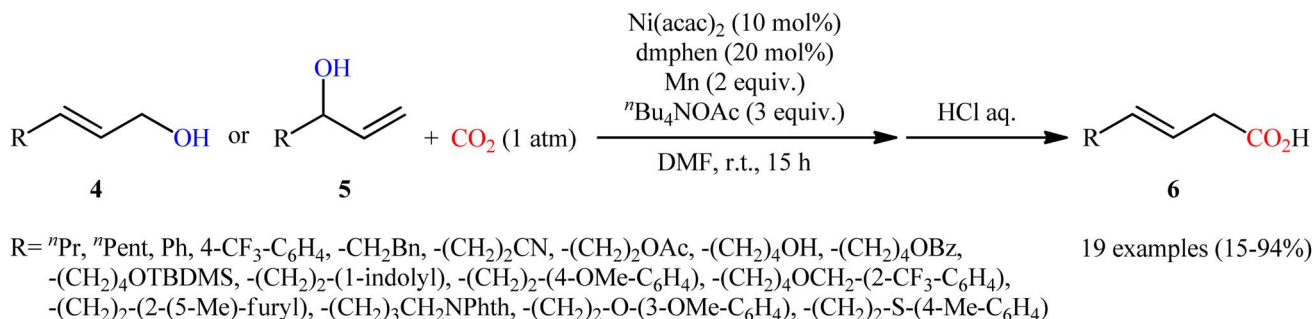 Ni(acac)₂ (10 mol%)
dmphen (20 mol%)
Mn (2 equiv.)
ⁿBu₄NOAc (3 equiv.)
DMF, r.t., 15 h
HCl aq.
R OH or R OH + CO₂ (1 atm) R CO₂H
4 5 6
R= ⁿPr, ⁿPent, Ph, 4-CF₃-C₆H₄, -CH₂Bn, -(CH₂)₂CN, -(CH₂)₂OAc, -(CH₂)₄OH, -(CH₂)₄OBz, 19 examples (15-94%)
-(CH₂)₄OTBDMS, -(CH₂)₂-(1-indolyl), -(CH₂)₂-(4-OMe-C₆H₄), -(CH₂)₄OCH₂-(2-CF₃-C₆H₄),
-(CH₂)₂-(2-(5-Me)-furyl), -(CH₂)₃CH₂NPhth, -(CH₂)₂-O-(3-OMe-C₆H₄), -(CH₂)₂-S-(4-Me-C₆H₄)